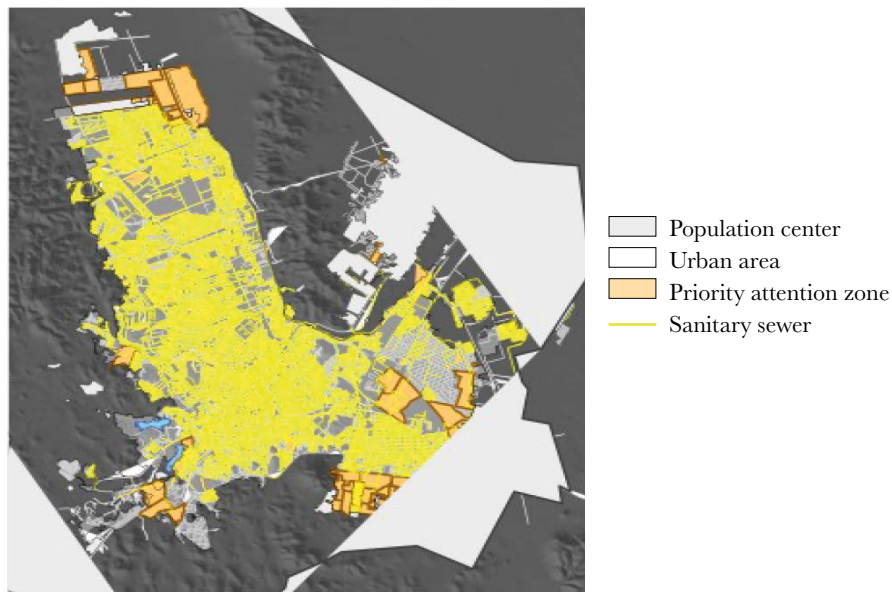 Population center
Urban area
Priority attention zone
Sanitary sewer